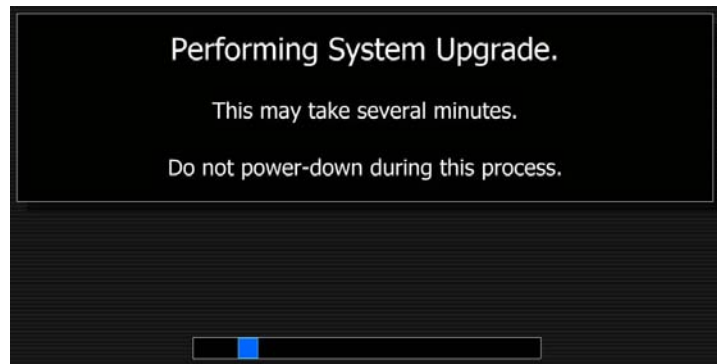 Performing System Upgrade.
This may take several minutes.
Do not power-down during this process.